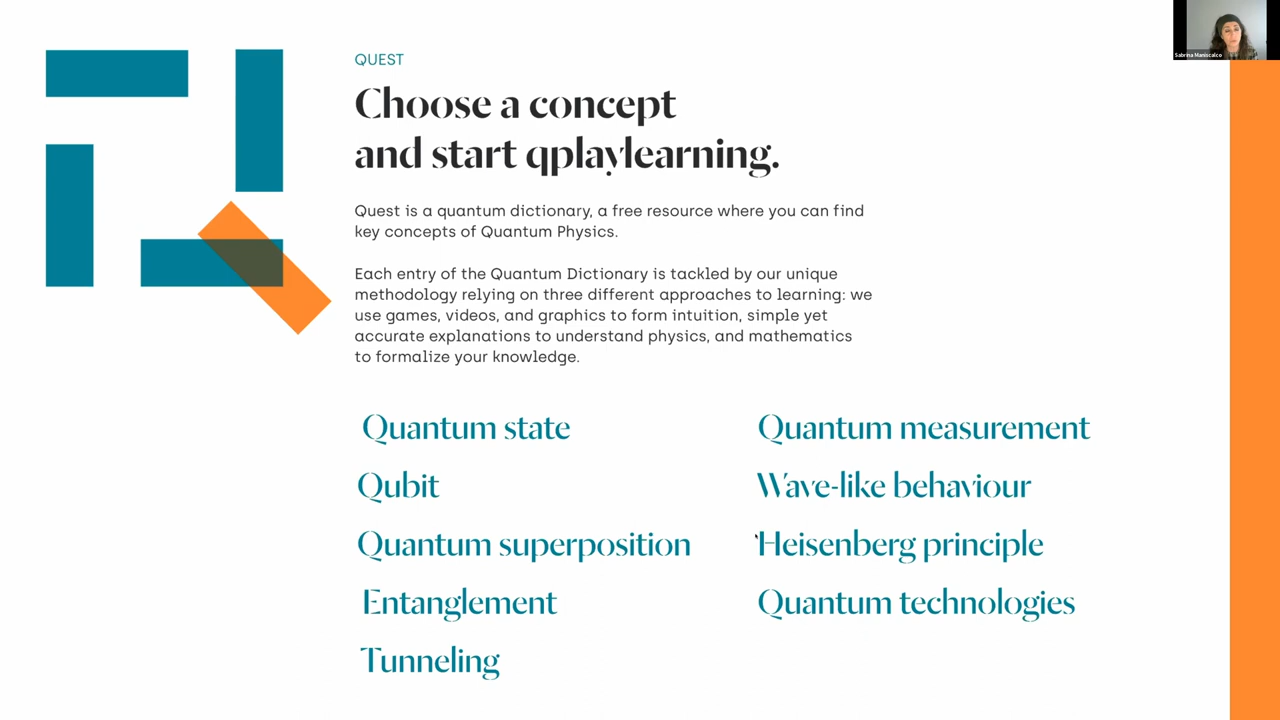 Sabrina Maniscalco
QUEST
Choose a concept
and start qplaylearning.
Quest is a quantum dictionary, a free resource where you can find
key concepts of Quantum Physics.
Each entry of the Quantum Dictionary is tackled by our unique
methodology relying on three different approaches to learning: we
use games, videos, and graphics to form intuition, simple yet
accurate explanations to understand physics, and mathematics
to formalize your knowledge.
Quantum state
Qubit
Quantum superposition
Entanglement
Tunneling
Quantum measurement
Wave-like behaviour
Heisenberg principle
Quantum technologies